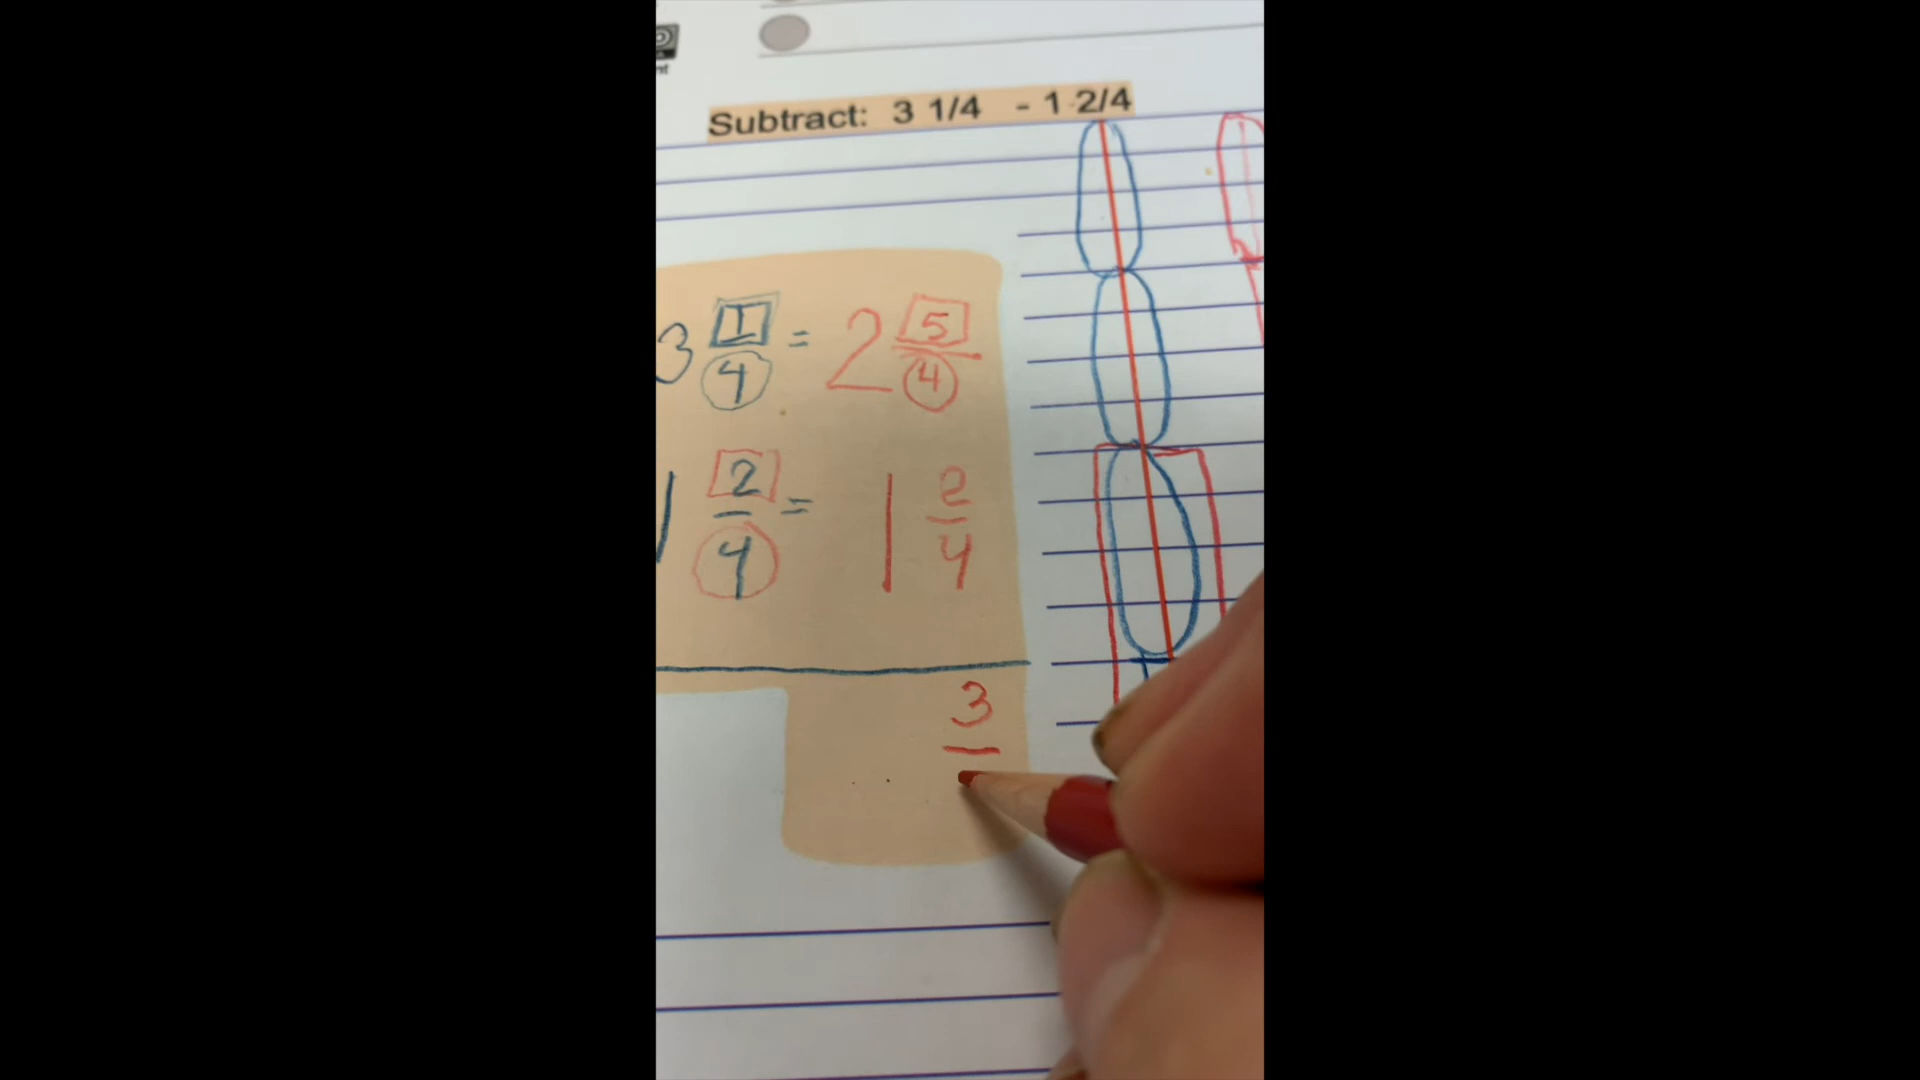 Subtract: 3 1/4 - 1 2/4
3 1/4 = 2 5/4
1 2/4 = 1 2/4
3